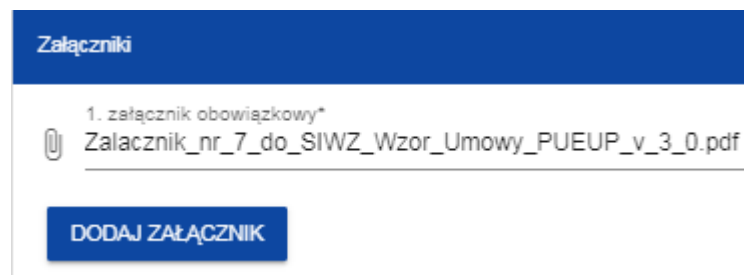 Załączniki
1. załącznik obowiązkowy*
Zalacznik_nr_7_do_SIWZ_Wzor_Umowy_PUEUP_v_3_0.pdf
DODAJ ZAŁĄCZNIK